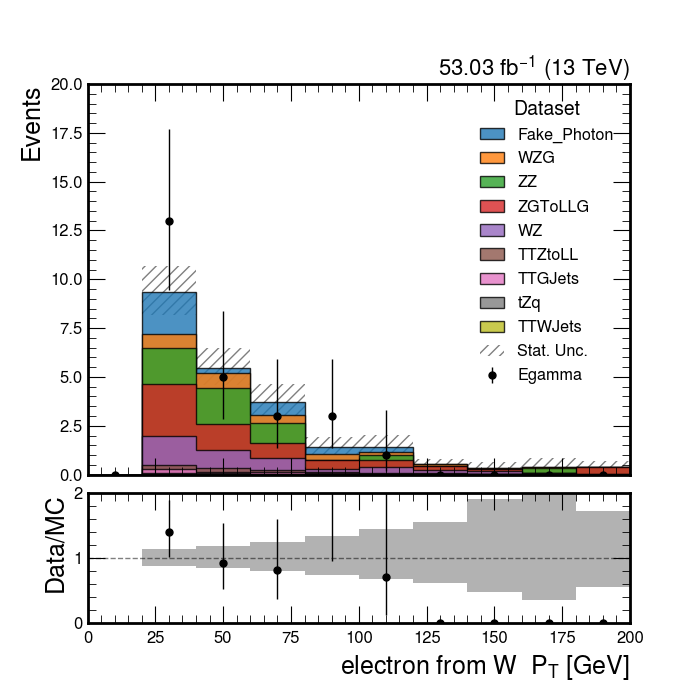 53.03 fb⁻¹ (13 TeV)
Events
20.0
17.5
15.0
12.5
10.0
7.5
5.0
2.5
0.0
Dataset
Fake_Photon
WZG
ZZ
ZGToLLG
WZ
TTZtoLL
TTGJets
tZq
TTWJets
Stat. Unc.
Egamma
Data/MC
2
1
0
0 25 50 75 100 125 150 175 200
electron from W P_T [GeV]